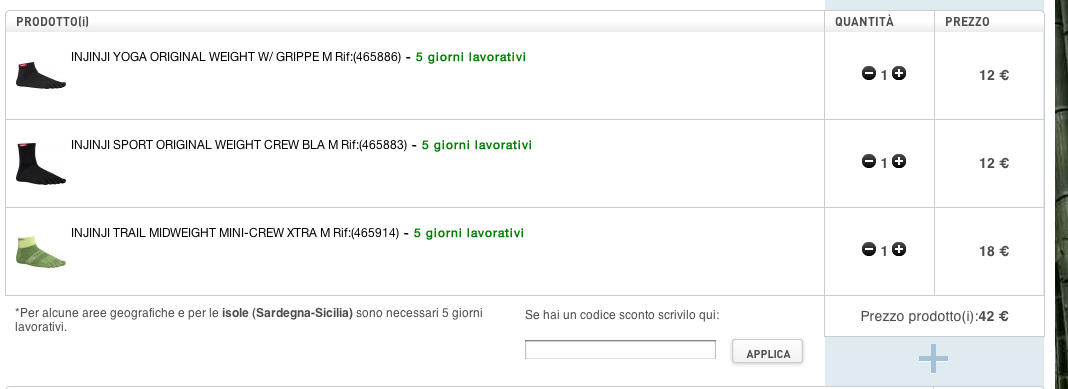 PRODOTTO(i) QUANTITÀ PREZZO
INJINJI YOGA ORIGINAL WEIGHT W/ GRIPPE M Rif:(465886) - 5 giorni lavorativi
1 12 €
INJINJI SPORT ORIGINAL WEIGHT CREW BLA M Rif:(465883) - 5 giorni lavorativi
1 12 €
INJINJI TRAIL MIDWEIGHT MINI-CREW XTRA M Rif:(465914) - 5 giorni lavorativi
1 18 €
*Per alcune aree geografiche e per le isole (Sardegna-Sicilia) sono necessari 5 giorni
lavorativi.
Se hai un codice sconto scrivilo qui:
APPLICA
Prezzo prodotto(i):42 €